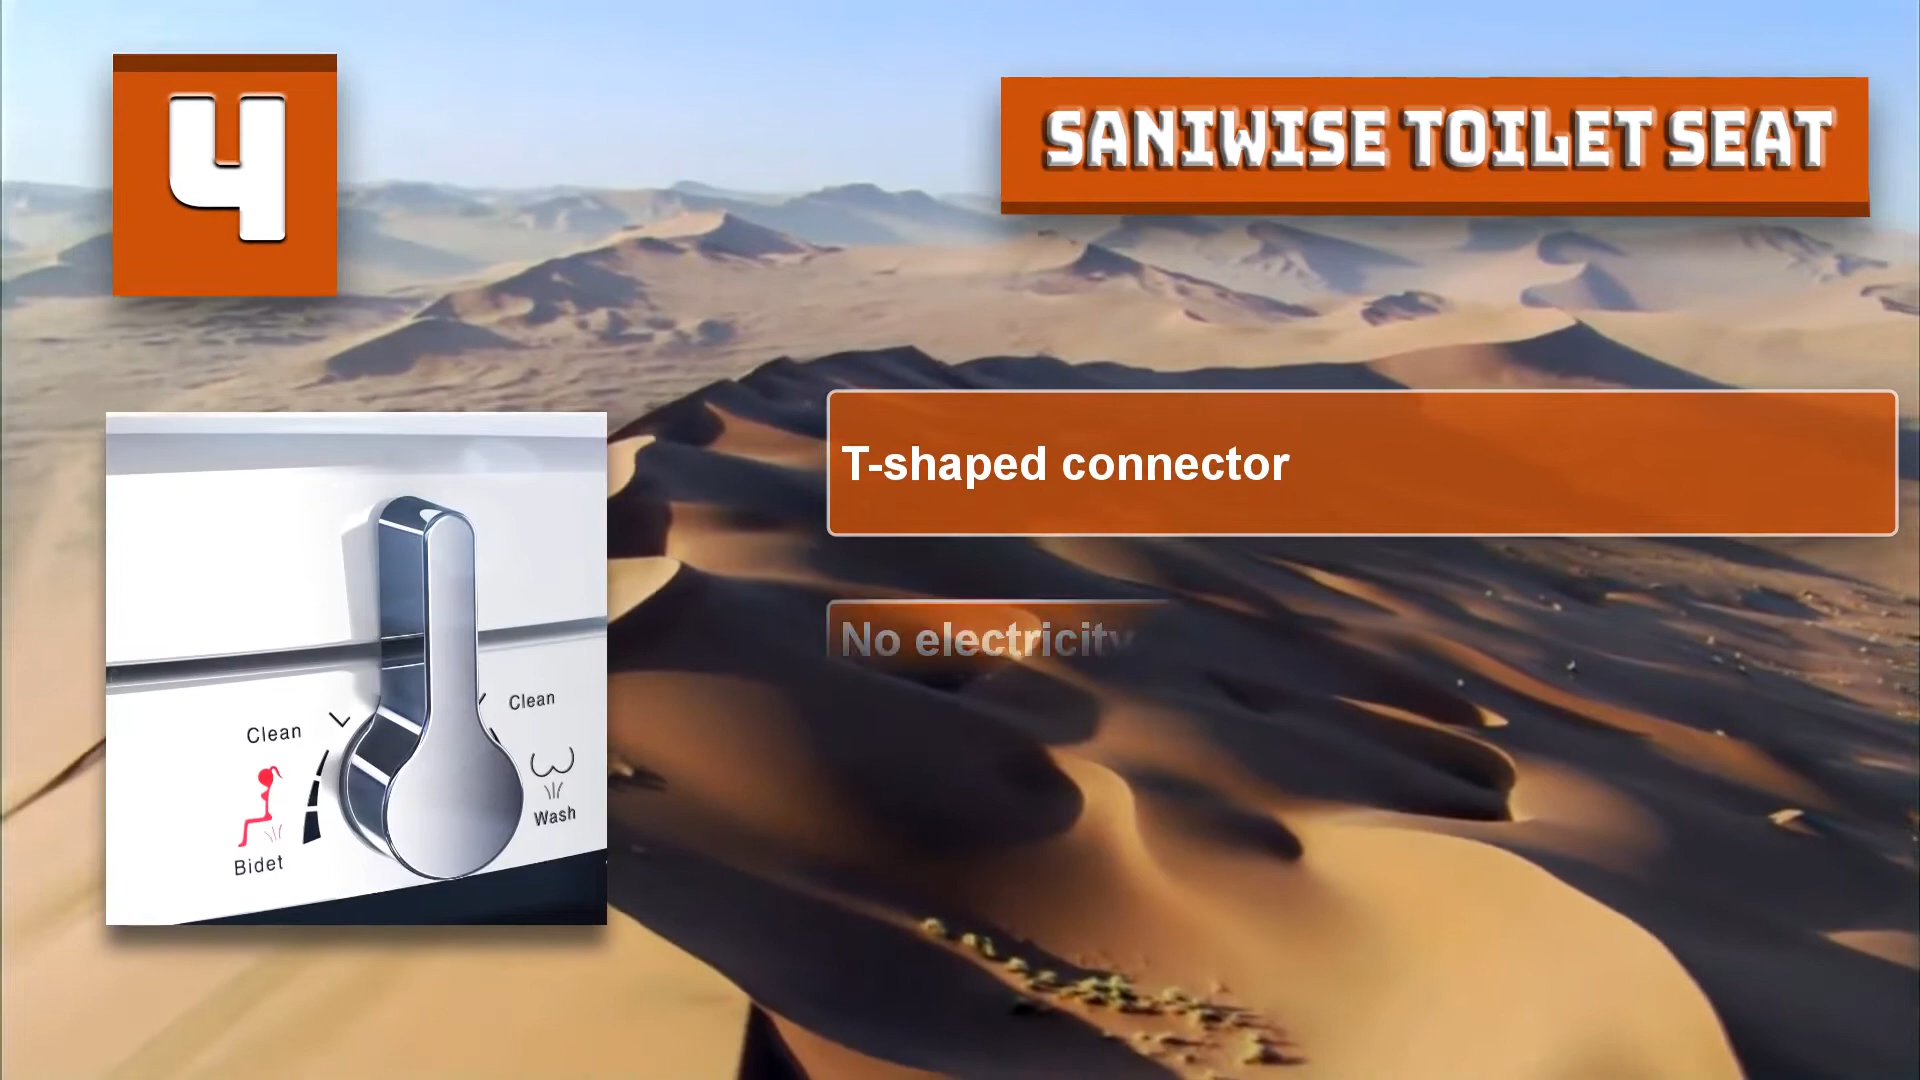 4
SANIWISE TOILET SEAT
T-shaped connector
No electricity
Clean
Clean
Wash
Bidet